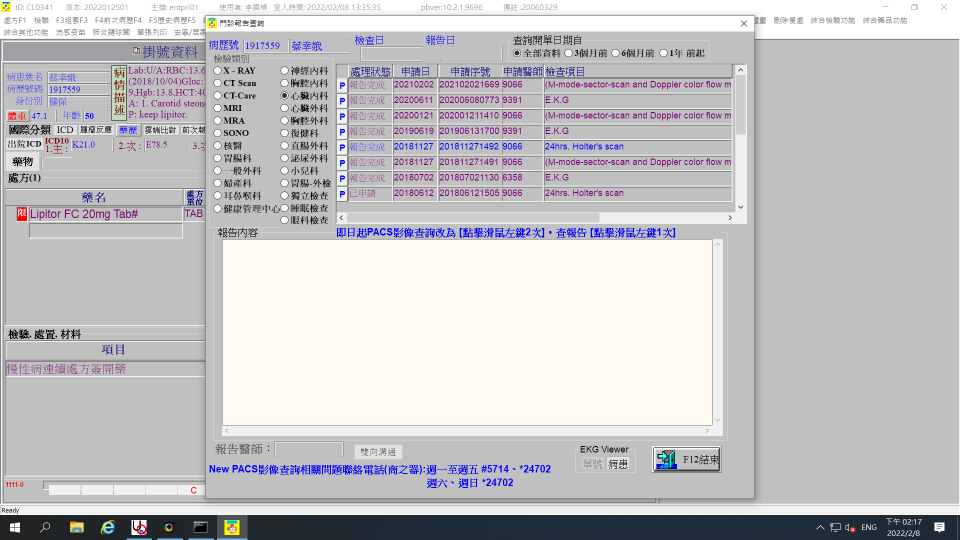 ID: CL0341 版本: 2022012501 主檔: entpri01 使用者: 李國楨 登入時間: 2022/02/08 13:35:35 pbver:10.2.1.9696 備註 :20060329
處方F1 檢驗 F3組套F3 F4前次病歷F4 F5歷史病歷F5
刪除餐處 綜合檢驗功能 綜合藥品功能
綜合其他功能 流感疫苗 肺炎鏈球菌 單張列印
門診報告查詢
掛號資料
病患姓名 蔡幸娥
病歷號碼 1917559
身份別 健保
體重 47.1 年齡 50
病情描述
Lab:U/A:RBC:13.6
(2018/10/04)Gluc:
9,Hgb:13.8,HCT:40
A: 1. Carotid steno
P: keep lipitor.
國際分類 ICD 腫瘤反應 藥歷 雲端比對
出院ICD ICD10 1.主: K21.0 2.次: E78.5 3.次
藥物
處方(1)
藥名 處方單位
限 Lipitor FC 20mg Tab# TAB
檢驗, 處置, 材料
項目
慢性病連續處方簽開藥
1111-0 C
病歷號 1917559 蔡幸娥 檢查日 報告日
查詢開單日期自
全部資料 3個月前 6個月前 1年 前起
檢驗類別
X - RAY 神經內科
CT Scan 胸腔內科
CT-Care 心臟內科
MRI 心臟外科
MRA 胸腔外科
SONO 復健科
核醫 直腸外科
胃腸科 泌尿外科
一般外科 小兒科
婦產科 胃腸-外檢
耳鼻喉科 獨立檢查
健康管理中心 睡眠檢查
眼科檢查
處理狀態 申請日 申請序號 申請醫師 檢查項目
P 報告完成 20210202 202102021669 9066 (M-mode-sector-scan and Doppler color flow m
P 報告完成 20200611 202006080773 9391 E.K.G
P 報告完成 20200121 202001211410 9066 (M-mode-sector-scan and Doppler color flow m
P 報告完成 20190619 201906131700 9391 E.K.G
P 報告完成 20181127 201811271492 9066 24hrs. Holter's scan
P 報告完成 20181127 201811271491 9066 (M-mode-sector-scan and Doppler color flow m
P 報告完成 20180702 201807021130 6358 E.K.G
P 已申請 20180612 201806121505 9066 24hrs. Holter's scan
報告內容 即日起PACS影像查詢改為【點擊滑鼠左鍵2次】，查報告【點擊滑鼠左鍵1次】
報告醫師： 雙向溝通
EKG Viewer
單號 病患
F12結束
New PACS影像查詢相關問題聯絡電話(商之器):週一至週五 #5714、*24702
週六、週日 *24702
Ready
ENG
下午 02:17
2022/2/8